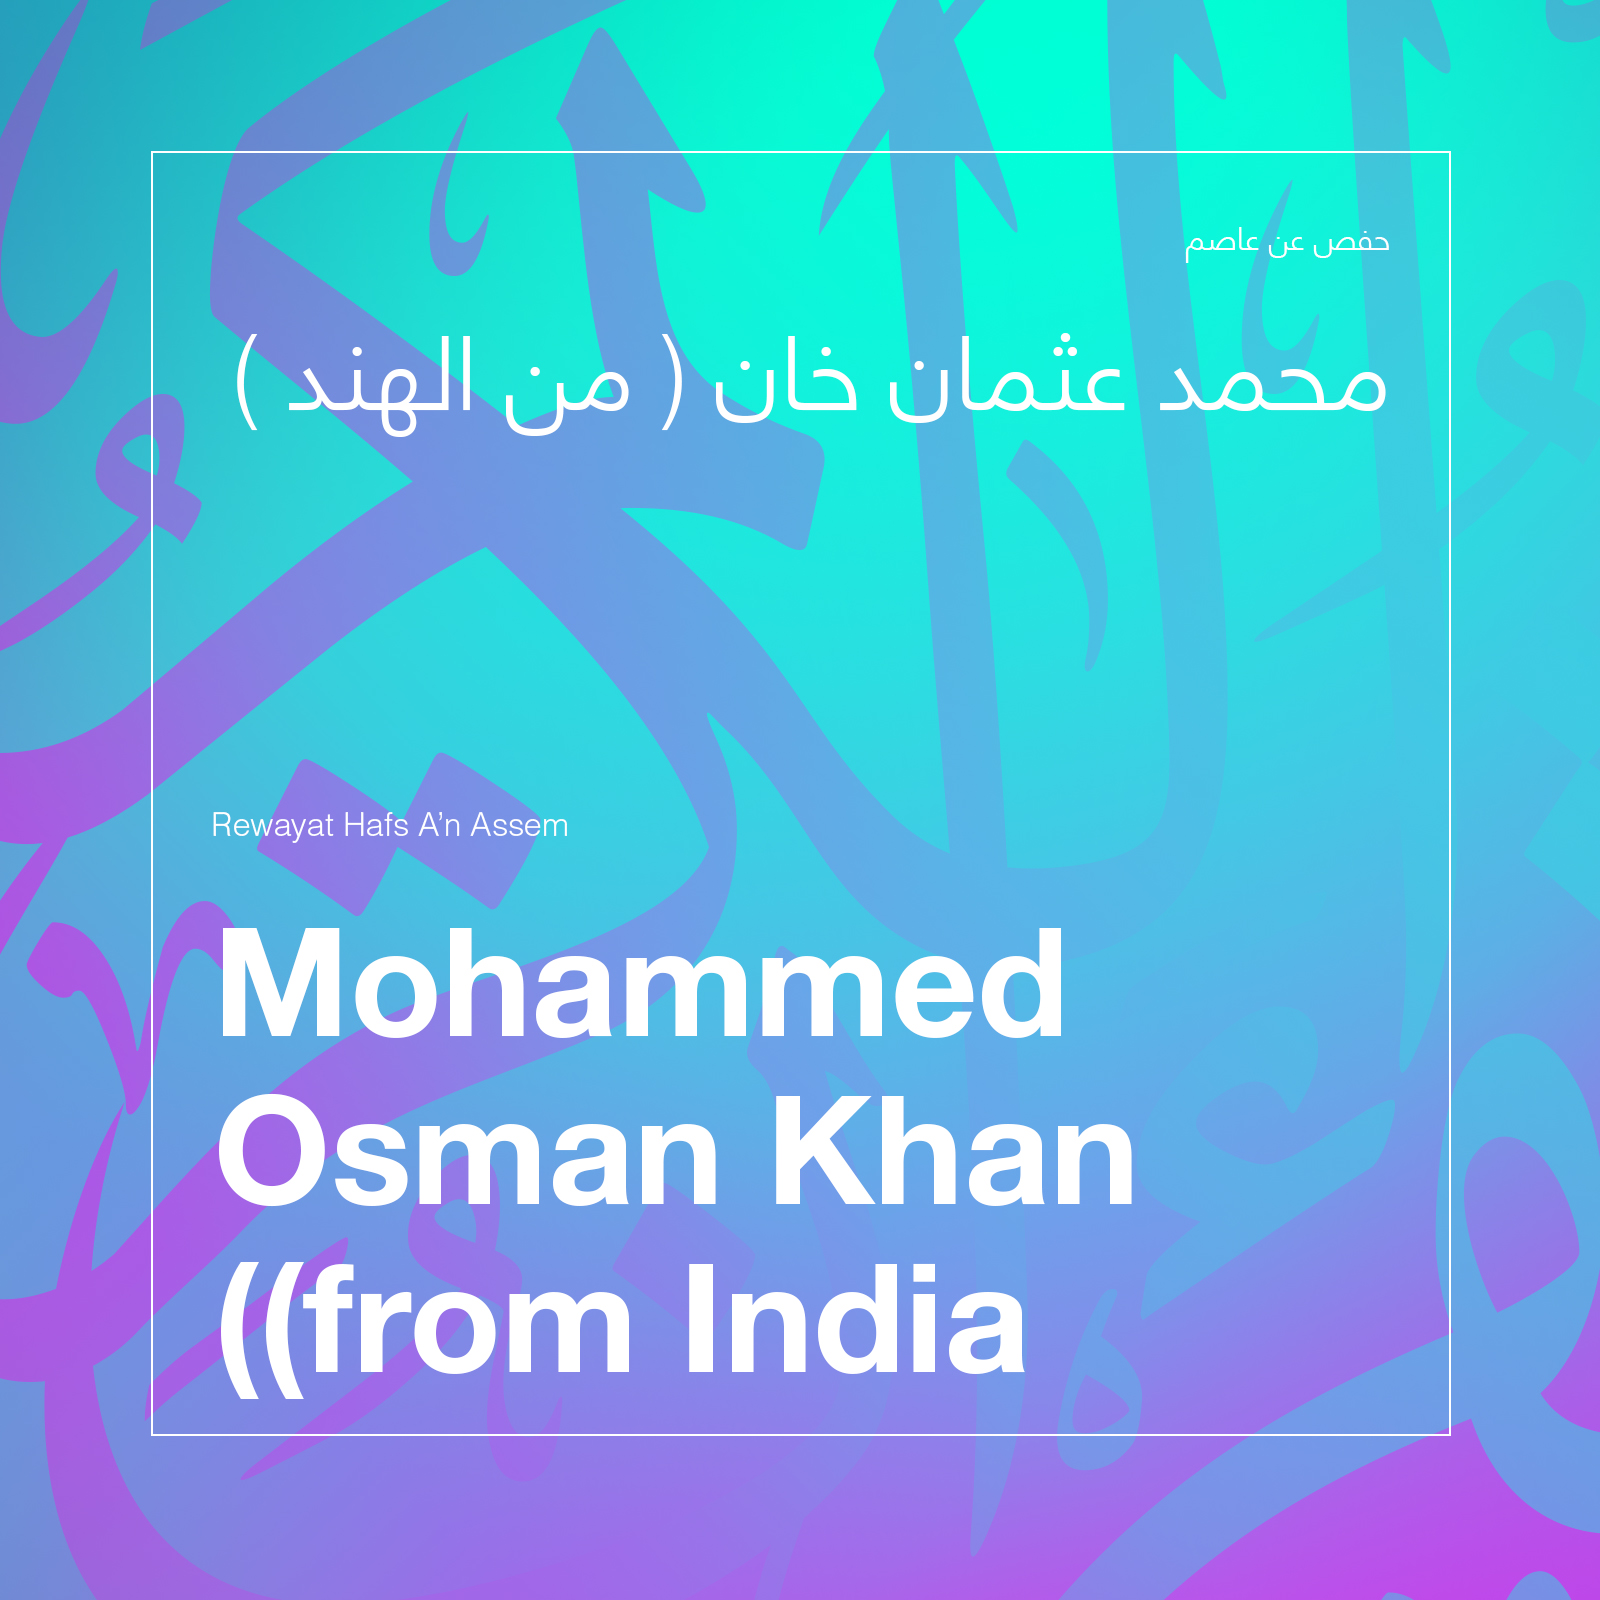 حفص عن عاصم
محمد عثمان خان ( من الهند )
Rewayat Hafs A’n Assem
Mohammed
Osman Khan
((from India